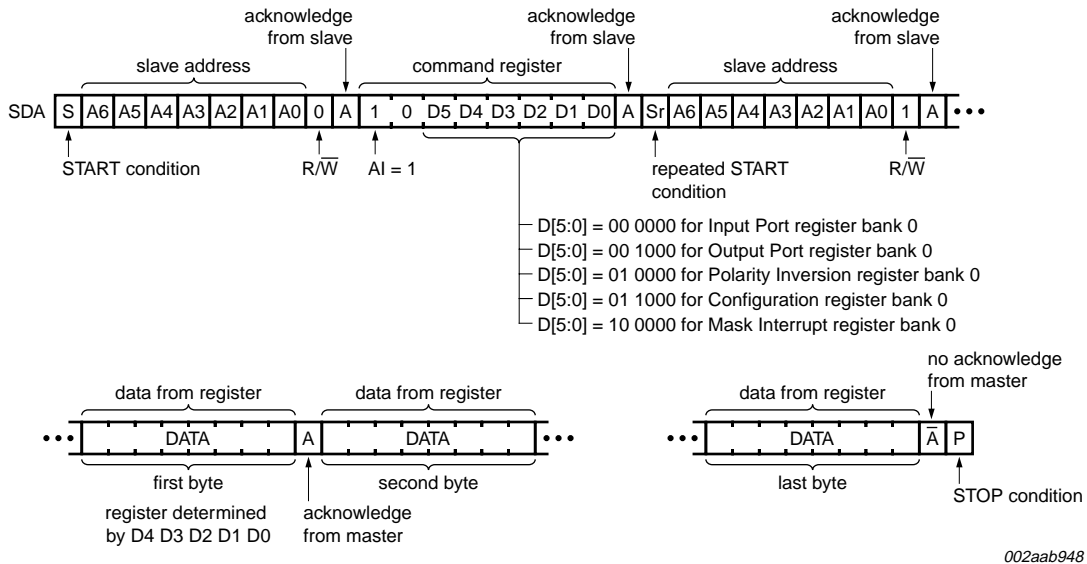 acknowledge
from slave
acknowledge
from slave
acknowledge
from slave
slave address
command register
slave address
SDA S A6 A5 A4 A3 A2 A1 A0 0 A 1 0 D5 D4 D3 D2 D1 D0 A Sr A6 A5 A4 A3 A2 A1 A0 1 A •••
START condition
R/W̅
AI = 1
repeated START
condition
R/W̅
D[5:0] = 00 0000 for Input Port register bank 0
D[5:0] = 00 1000 for Output Port register bank 0
D[5:0] = 01 0000 for Polarity Inversion register bank 0
D[5:0] = 01 1000 for Configuration register bank 0
D[5:0] = 10 0000 for Mask Interrupt register bank 0
no acknowledge
from master
data from register
data from register
data from register
••• DATA A DATA ••• ••• DATA A̅ P
first byte
second byte
last byte
STOP condition
register determined
by D4 D3 D2 D1 D0
acknowledge
from master
002aab948